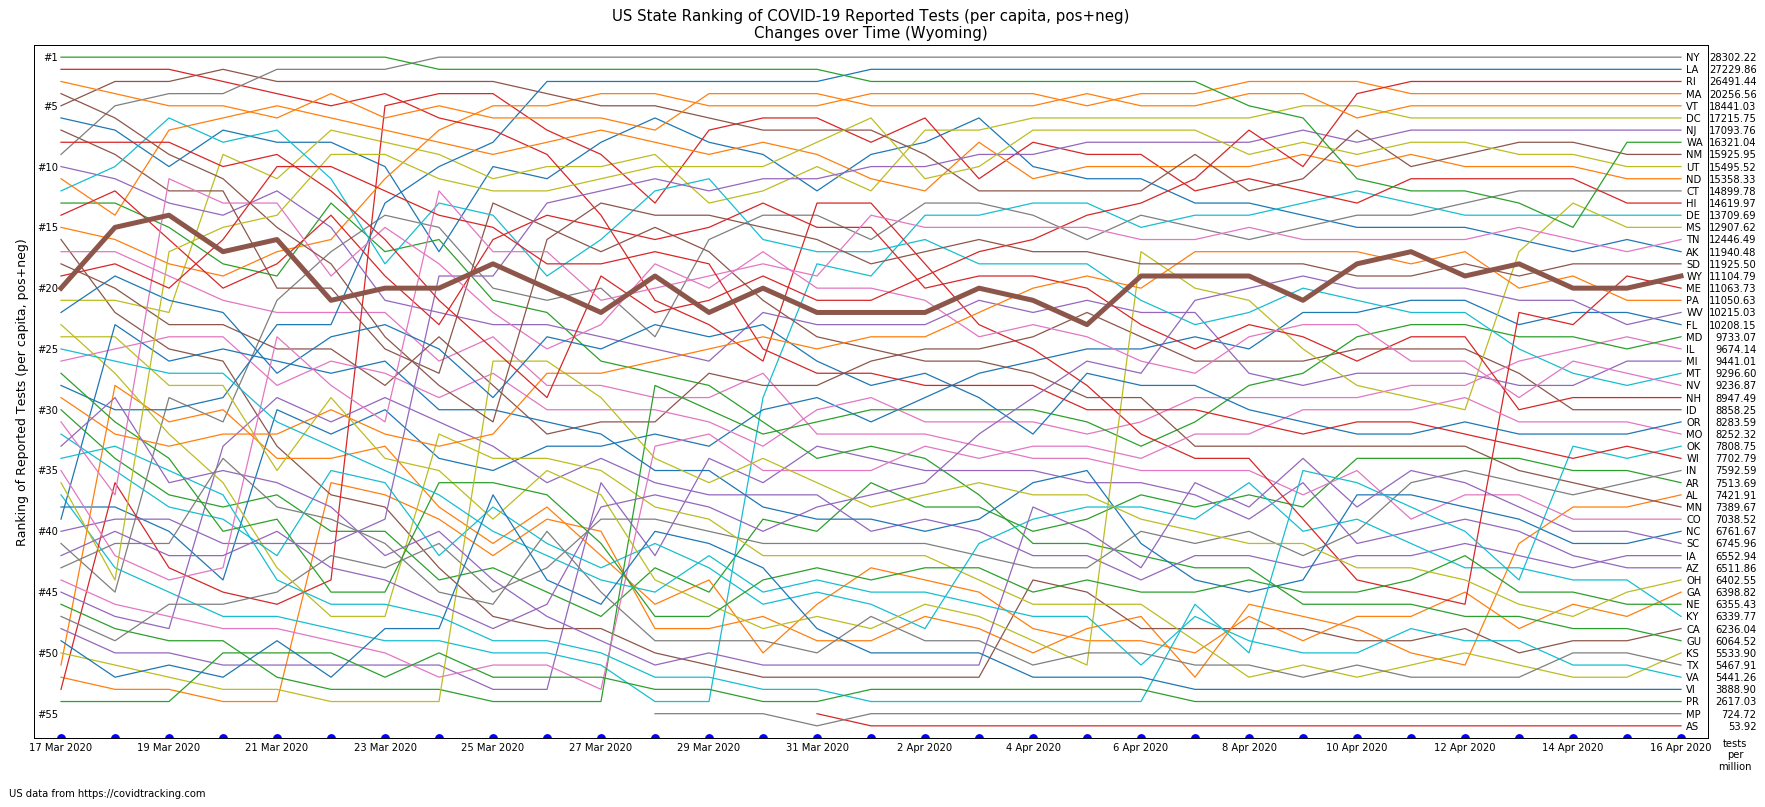 US State Ranking of COVID-19 Reported Tests (per capita, pos+neg)
Changes over Time (Wyoming)
Ranking of Reported Tests (per capita, pos+neg)
#1
#5
#10
#15
#20
#25
#30
#35
#40
#45
#50
#55
NY 28302.22
LA 27229.86
RI 26491.44
MA 20256.56
VT 18441.03
DC 17215.75
NJ 17093.76
WA 16321.04
NM 15925.95
UT 15495.52
ND 15358.33
CT 14899.78
HI 14619.97
DE 13709.69
MS 12907.62
TN 12446.49
AK 11940.48
SD 11925.50
WY 11104.79
ME 11063.73
PA 11050.63
WV 10215.03
FL 10208.15
MD 9733.07
IL 9674.14
MI 9441.01
MT 9296.60
NV 9236.87
NH 8947.49
ID 8858.25
OR 8283.59
MO 8252.32
OK 7808.75
WI 7702.79
IN 7592.59
AR 7513.69
AL 7421.91
MN 7389.67
CO 7038.52
NC 6761.67
SC 6745.96
IA 6552.94
AZ 6511.86
OH 6402.55
GA 6398.82
NE 6355.43
KY 6339.77
CA 6236.04
GU 6064.52
KS 5533.90
TX 5467.91
VA 5441.26
VI 3888.90
PR 2617.03
MP 724.72
AS 53.92
17 Mar 2020 19 Mar 2020 21 Mar 2020 23 Mar 2020 25 Mar 2020 27 Mar 2020 29 Mar 2020 31 Mar 2020 2 Apr 2020 4 Apr 2020 6 Apr 2020 8 Apr 2020 10 Apr 2020 12 Apr 2020 14 Apr 2020 16 Apr 2020
tests
per
million
US data from https://covidtracking.com